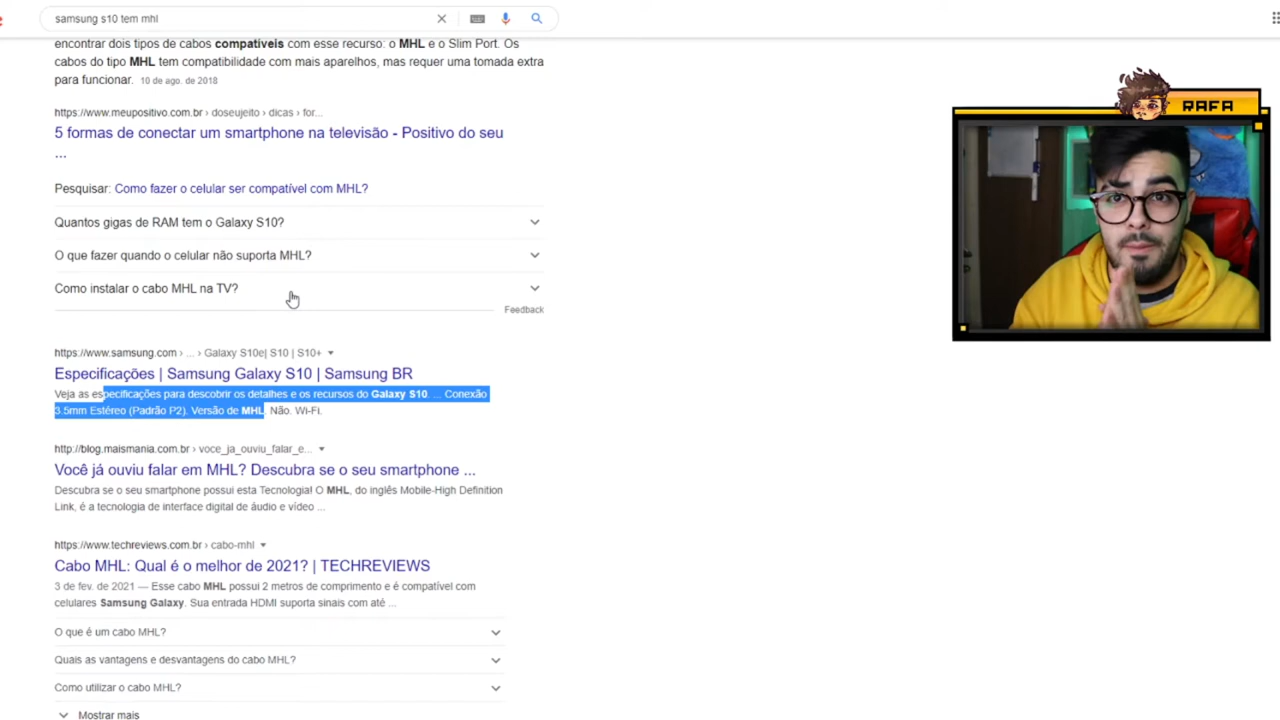 samsung s10 tem mhl
encontrar dois tipos de cabos compatíveis com esse recurso: o MHL e o Slim Port. Os
cabos do tipo MHL tem compatibilidade com mais aparelhos, mas requer uma tomada extra
para funcionar. 10 de ago. de 2018
https://www.meupositivo.com.br › doseujeito › dicas › for...
5 formas de conectar um smartphone na televisão - Positivo do seu
...
Pesquisar: Como fazer o celular ser compatível com MHL?
Quantos gigas de RAM tem o Galaxy S10?
O que fazer quando o celular não suporta MHL?
Como instalar o cabo MHL na TV?
Feedback
https://www.samsung.com › ... › Galaxy S10e| S10 | S10+
Especificações | Samsung Galaxy S10 | Samsung BR
Veja as especificações para descobrir os detalhes e os recursos do Galaxy S10. ... Conexão
3.5mm Estéreo (Padrão P2). Versão de MHL. Não. Wi-Fi.
http://blog.maismania.com.br › voce_ja_ouviu_falar_e...
Você já ouviu falar em MHL? Descubra se o seu smartphone ...
Descubra se o seu smartphone possui esta Tecnologia! O MHL, do inglês Mobile-High Definition
Link, é a tecnologia de interface digital de áudio e vídeo ...
https://www.techreviews.com.br › cabo-mhl
Cabo MHL: Qual é o melhor de 2021? | TECHREVIEWS
3 de fev. de 2021 — Esse cabo MHL possui 2 metros de comprimento e é compatível com
celulares Samsung Galaxy. Sua entrada HDMI suporta sinais com até ...
O que é um cabo MHL?
Quais as vantagens e desvantagens do cabo MHL?
Como utilizar o cabo MHL?
Mostrar mais
RAFA